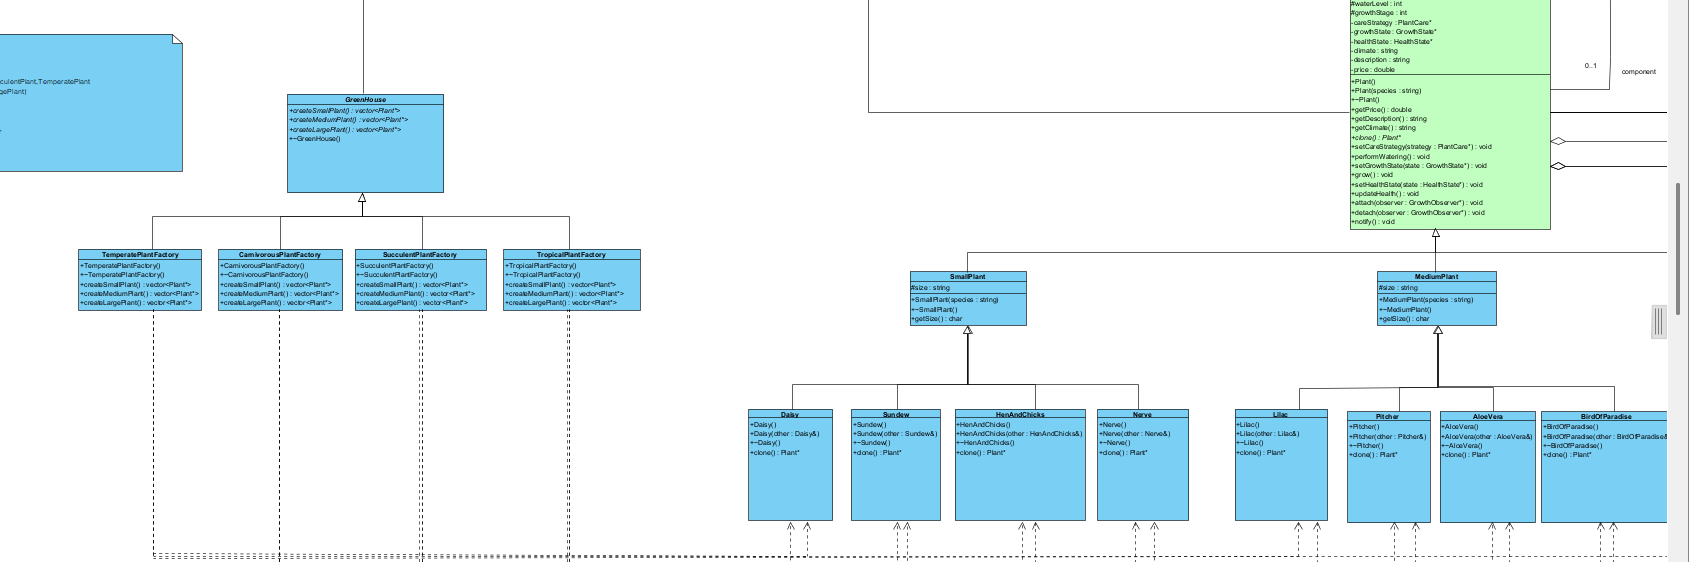 #waterLevel : int
#growthStage : int
-careStrategy : PlantCare*
-growthState : GrowthState*
-healthState : HealthState*
-climate : string
-description : string
-price : double
+Plant()
+Plant(species : string)
+~Plant()
+getPrice() : double
+getDescription() : string
+getClimate() : string
+clone() : Plant*
+setCareStrategy(strategy : PlantCare*) : void
+performWatering() : void
+setGrowthState(state : GrowthState*) : void
+grow() : void
+setHealthState(state : HealthState*) : void
+updateHealth() : void
+attach(observer : GrowthObserver*) : void
+detach(observer : GrowthObserver*) : void
+notify() : void
0..1
component
cculentPlant,TemperatePlant
gePlant)
GreenHouse
+createSmallPlant() : vector<Plant*>
+createMediumPlant() : vector<Plant*>
+createLargePlant() : vector<Plant*>
+~GreenHouse()
TemperatePlantFactory
+TemperatePlantFactory()
+~TemperatePlantFactory()
+createSmallPlant() : vector<Plant*>
+createMediumPlant() : vector<Plant*>
+createLargePlant() : vector<Plant*>
CarnivorousPlantFactory
+CarnivorousPlantFactory()
+~CarnivorousPlantFactory()
+createSmallPlant() : vector<Plant*>
+createMediumPlant() : vector<Plant*>
+createLargePlant() : vector<Plant*>
SucculentPlantFactory
+SucculentPlantFactory()
+~SucculentPlantFactory()
+createSmallPlant() : vector<Plant*>
+createMediumPlant() : vector<Plant*>
+createLargePlant() : vector<Plant*>
TropicalPlantFactory
+TropicalPlantFactory()
+~TropicalPlantFactory()
+createSmallPlant() : vector<Plant*>
+createMediumPlant() : vector<Plant*>
+createLargePlant() : vector<Plant*>
SmallPlant
#size : string
+SmallPlant(species : string)
+~SmallPlant()
+getSize() : char
MediumPlant
#size : string
+MediumPlant(species : string)
+~MediumPlant()
+getSize() : char
Daisy
+Daisy()
+Daisy(other : Daisy&)
+~Daisy()
+clone() : Plant*
Sundew
+Sundew()
+Sundew(other : Sundew&)
+~Sundew()
+clone() : Plant*
HenAndChicks
+HenAndChicks()
+HenAndChicks(other : HenAndChicks&)
+~HenAndChicks()
+clone() : Plant*
Nerve
+Nerve()
+Nerve(other : Nerve&)
+~Nerve()
+clone() : Plant*
Lilac
+Lilac()
+Lilac(other : Lilac&)
+~Lilac()
+clone() : Plant*
Pitcher
+Pitcher()
+Pitcher(other : Pitcher&)
+~Pitcher()
+clone() : Plant*
AloeVera
+AloeVera()
+AloeVera(other : AloeVera&)
+~AloeVera()
+clone() : Plant*
BirdOfParadise
+BirdOfParadise()
+BirdOfParadise(other : BirdOfParadise&
+~BirdOfParadise()
+clone() : Plant*